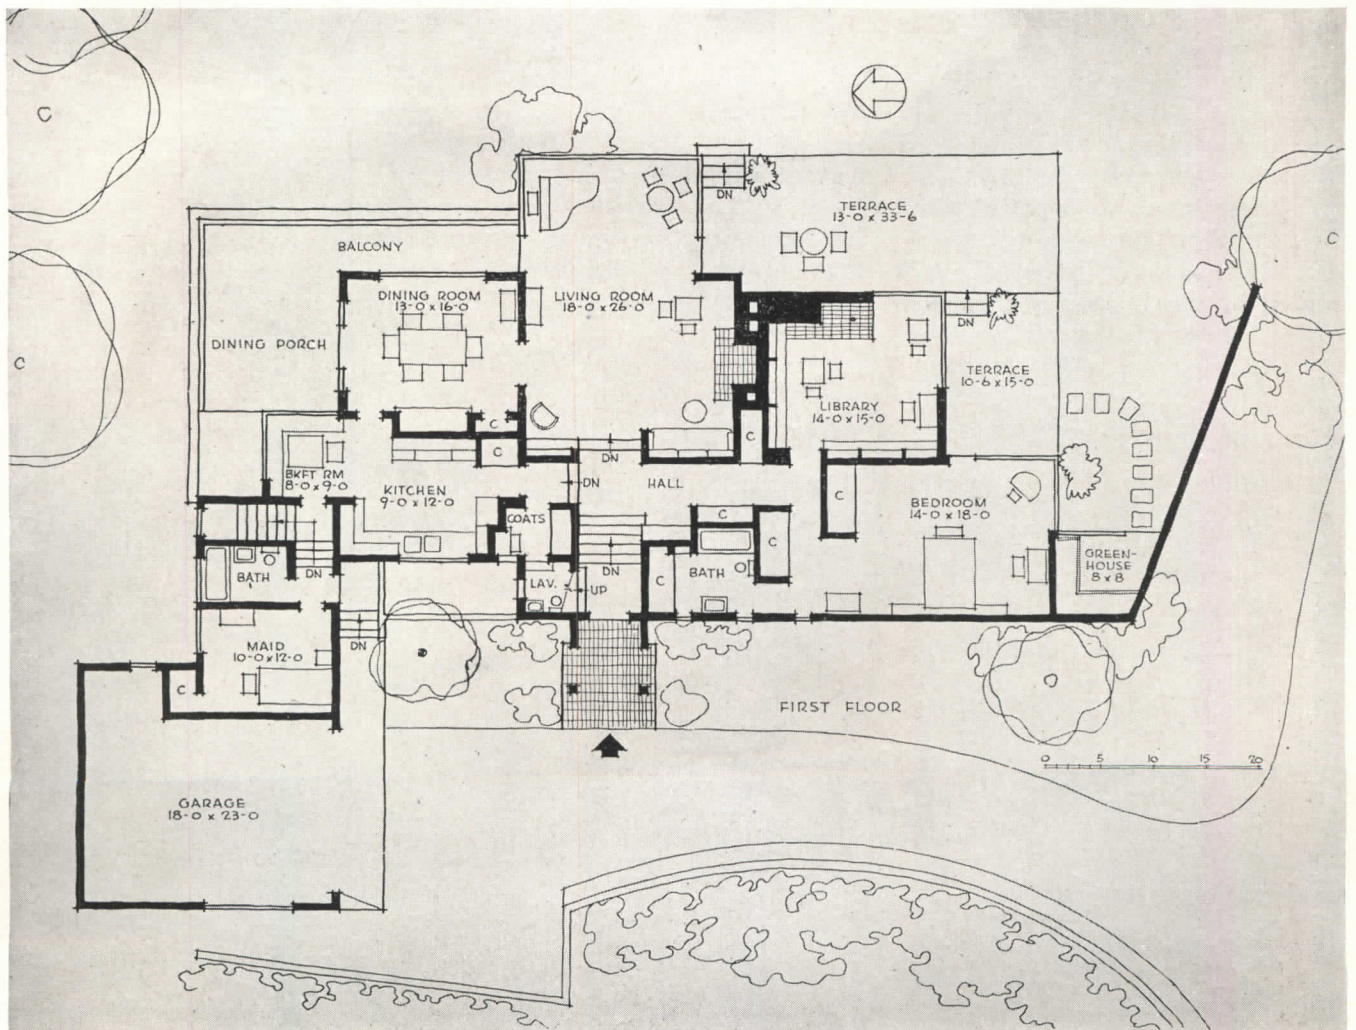 C
TERRACE
13-0 x 33-6
DN
C
BALCONY
DINING ROOM
13-0 x 16-0
LIVING ROOM
18-0 x 26-0
DN
DINING PORCH
C
TERRACE
10-6 x 15-0
LIBRARY
14-0 x 15-0
C
C
C
DN
BKFT RM
8-0 x 9-0
KITCHEN
9-0 x 12-0
DN
HALL
C
BEDROOM
14-0 x 18-0
COATS
C
C
GREEN-
HOUSE
8 x 8
BATH
DN
LAV.
UP
DN
C
BATH
MAID
10-0 x 12-0
DN
C
FIRST FLOOR
0 5 10 15 20
GARAGE
18-0 x 23-0